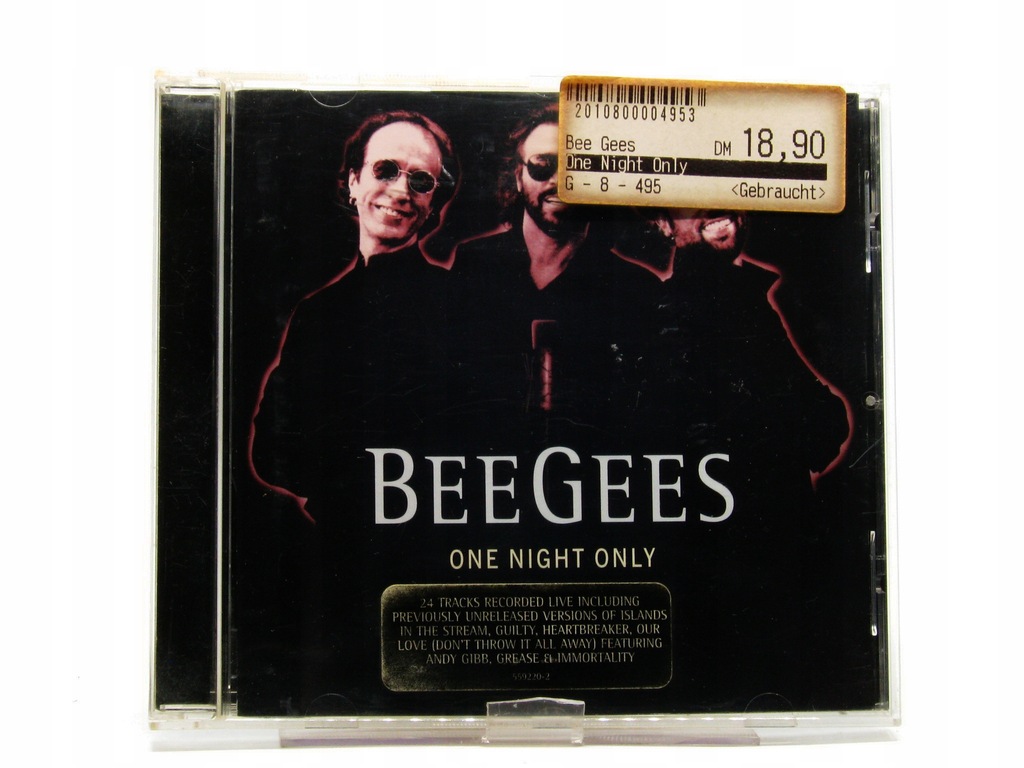 2010800004953
Bee Gees DM 18,90
One Night Only
G - 8 - 495 <Gebraucht>
BEEGEES
ONE NIGHT ONLY
24 TRACKS RECORDED LIVE INCLUDING
PREVIOUSLY UNRELEASED VERSIONS OF ISLANDS
IN THE STREAM, GUILTY, HEARTBREAKER, OUR
LOVE (DON'T THROW IT ALL AWAY) FEATURING
ANDY GIBB, GREASE & IMMORTALITY
559220-2